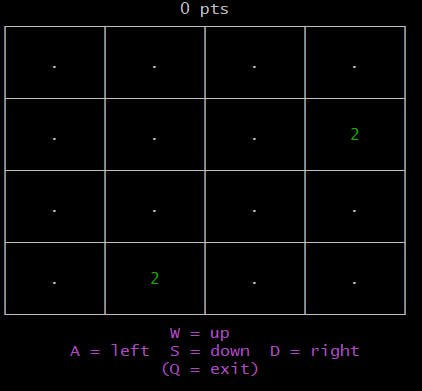 0 pts
. . . .
. . . 2
. . . .
. 2 . .
W = up
A = left  S = down  D = right
(Q = exit)